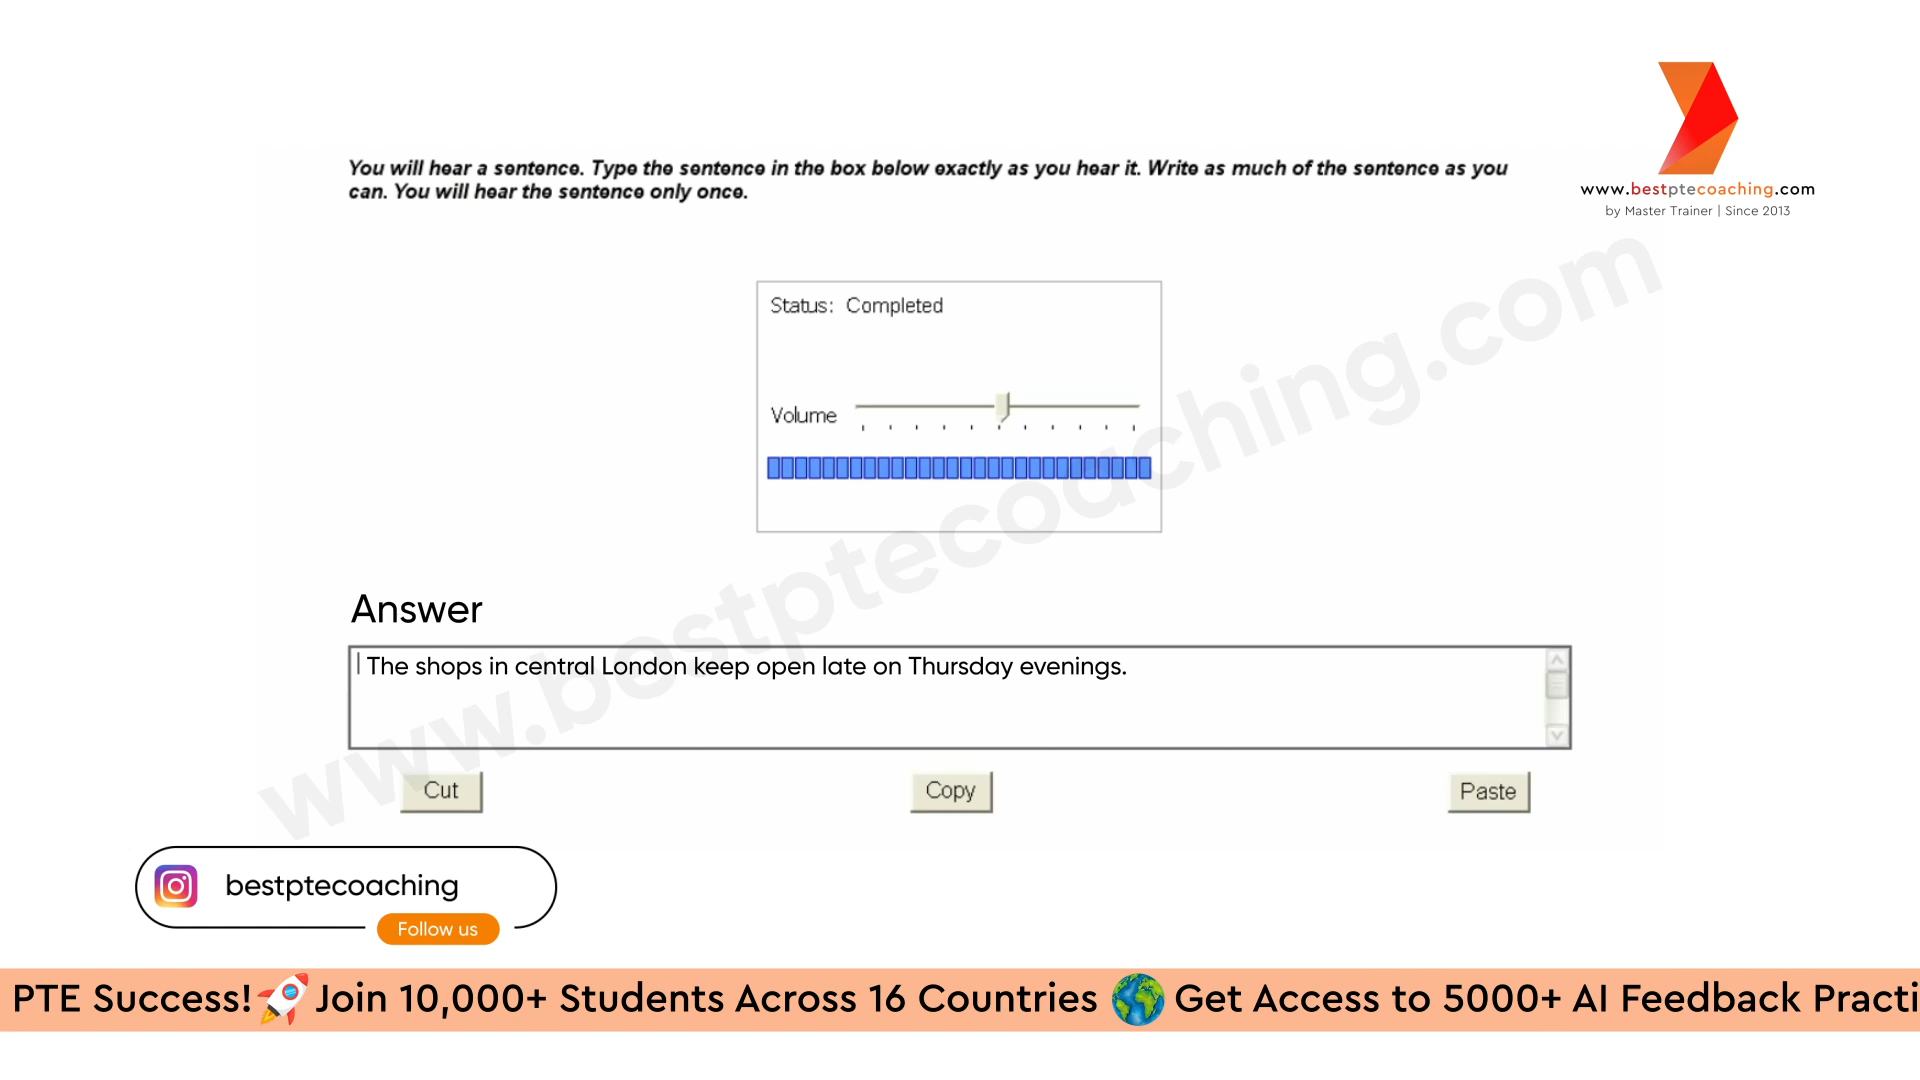 You will hear a sentence. Type the sentence in the box below exactly as you hear it. Write as much of the sentence as you
can. You will hear the sentence only once.
www.bestptecoaching.com
by Master Trainer | Since 2013
Status: Completed
Volume
www.bestptecoaching.com
Answer
The shops in central London keep open late on Thursday evenings.
Cut
Copy
Paste
bestptecoaching
Follow us
PTE Success!🚀Join 10,000+ Students Across 16 Countries 🌍 Get Access to 5000+ AI Feedback Practi